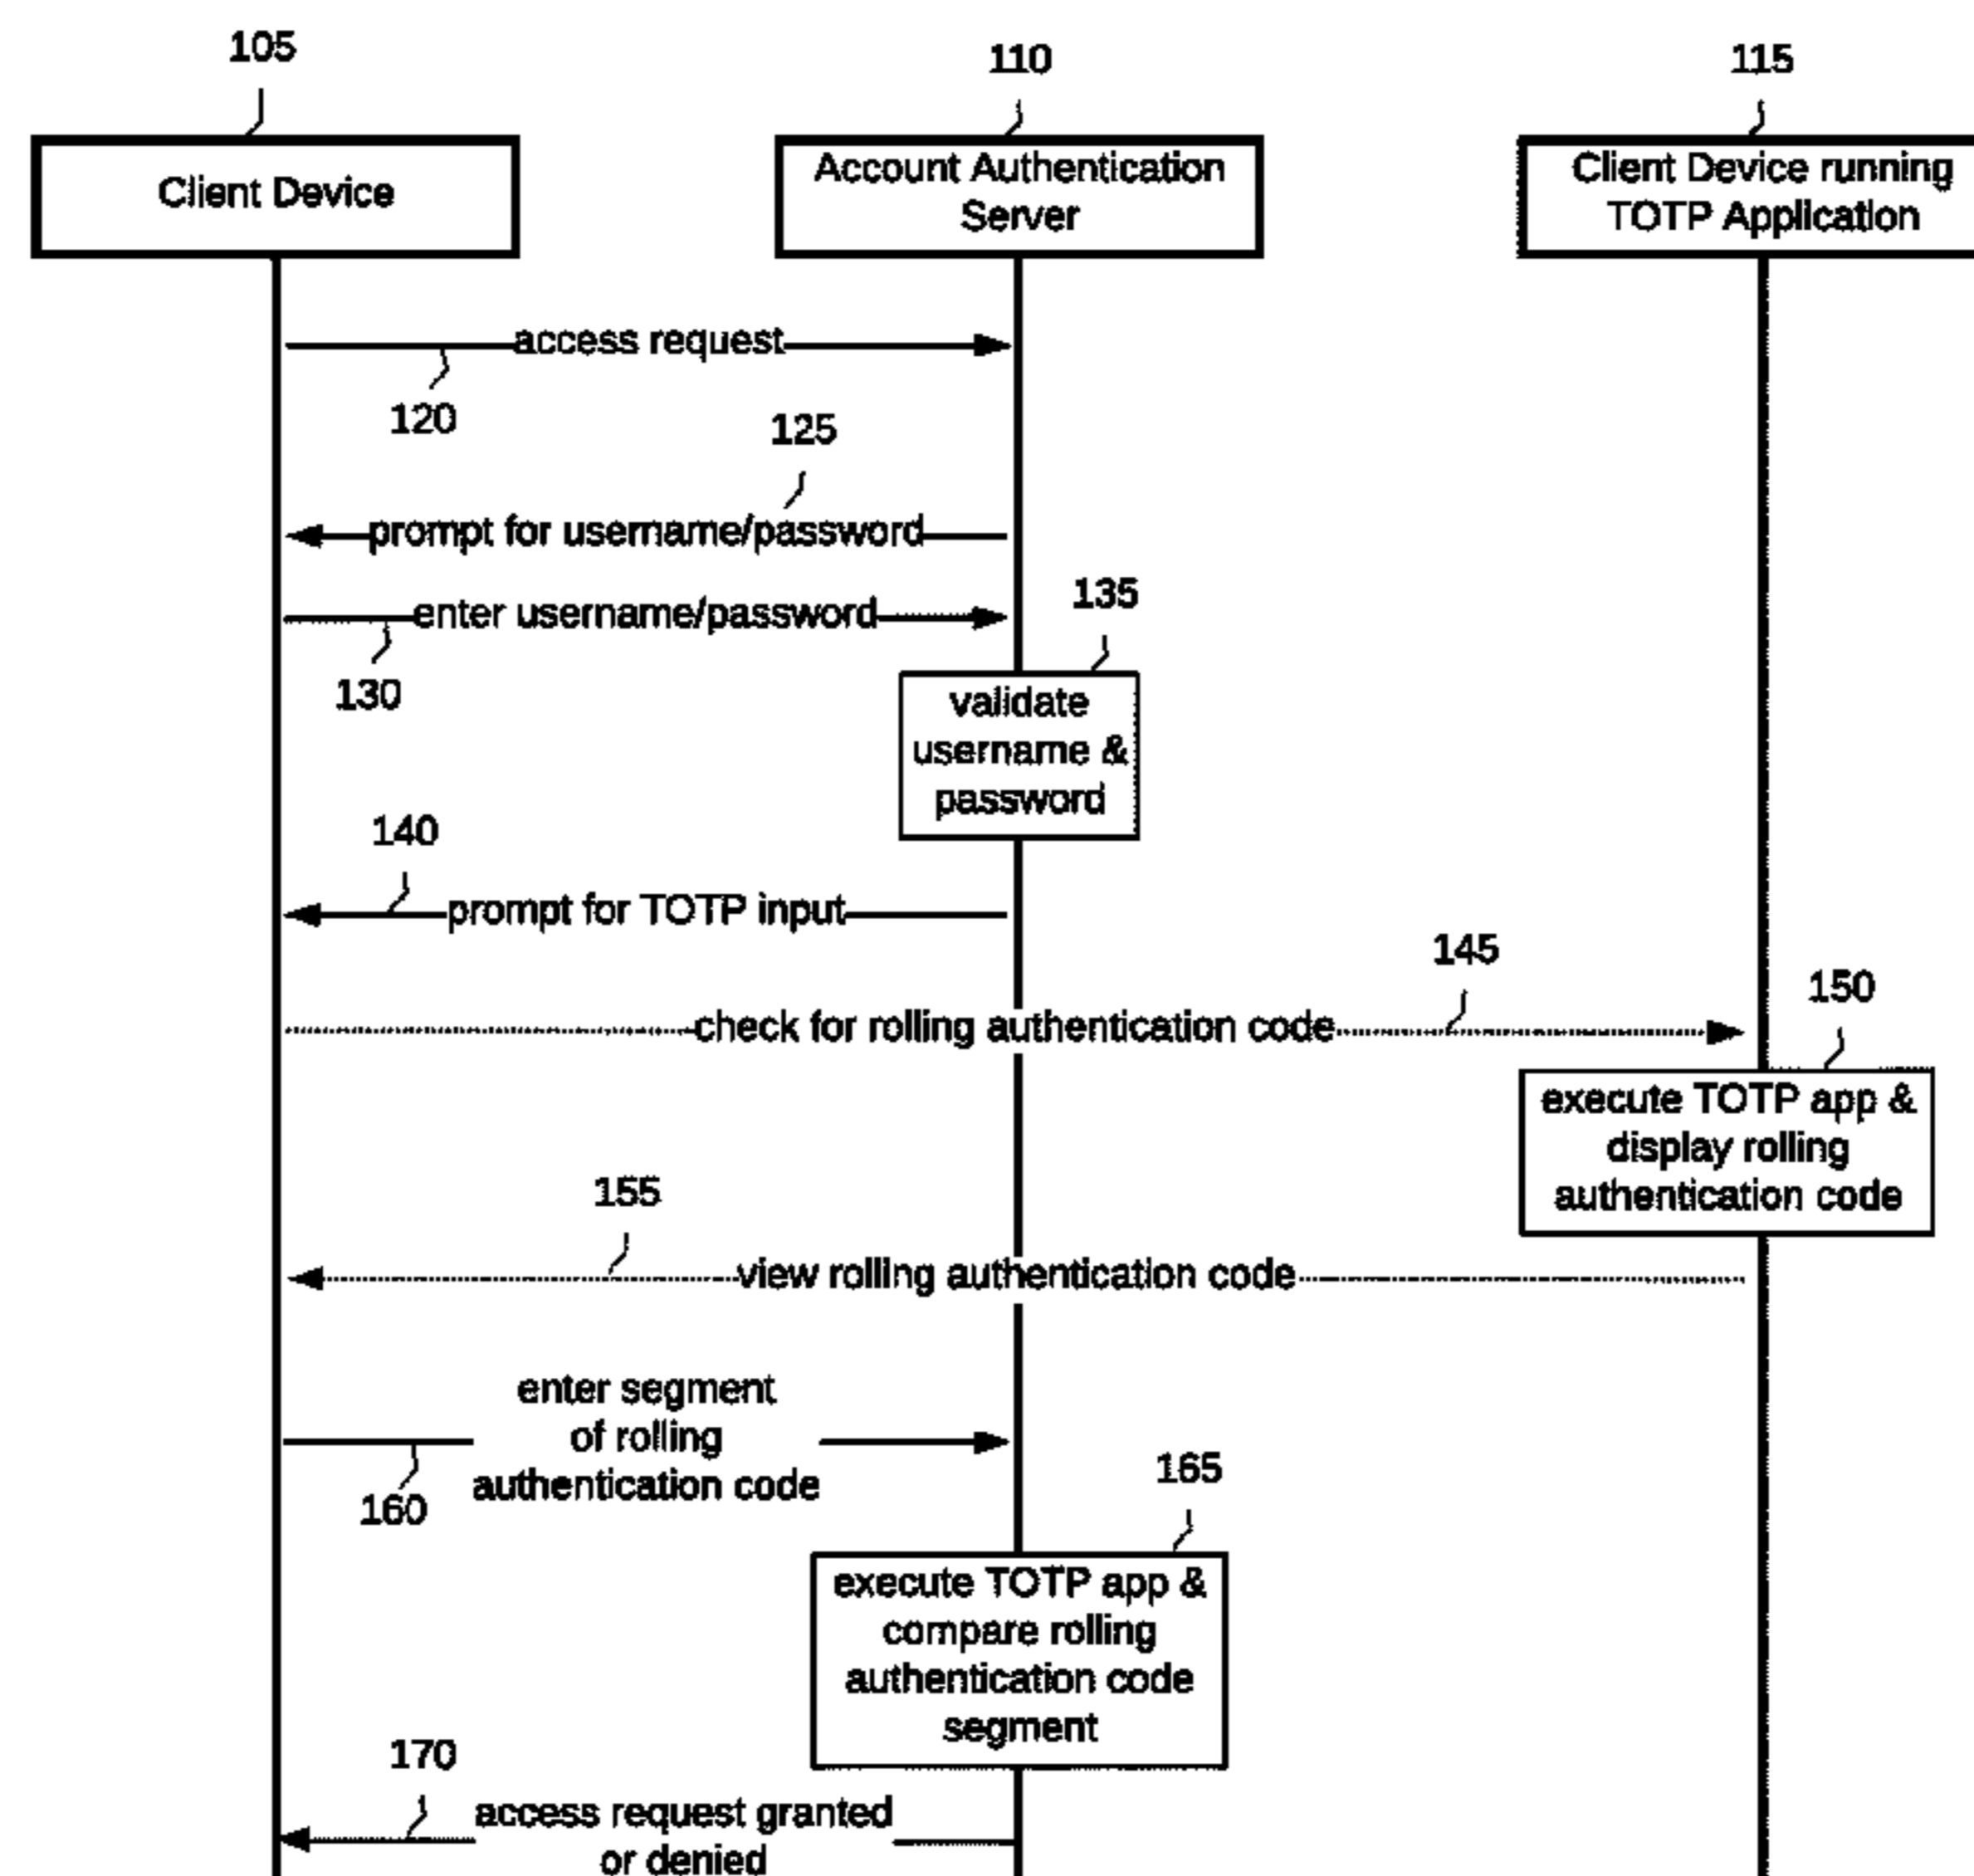 105
110
115
Client Device
Account Authentication
Server
Client Device running
TOTP Application
access request
120
125
prompt for username/password
enter username/password
130
135
validate
username &
password
140
prompt for TOTP input
145
check for rolling authentication code
150
execute TOTP app &
display rolling
authentication code
155
view rolling authentication code
enter segment
of rolling
authentication code
160
165
execute TOTP app &
compare rolling
authentication code
segment
170
access request granted
or denied